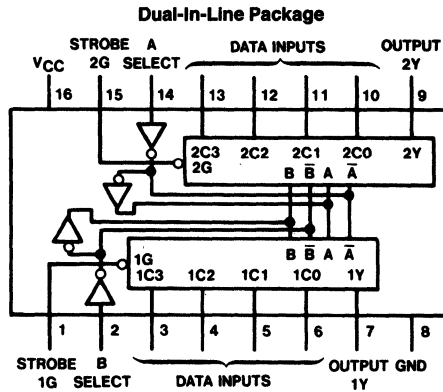 Dual-In-Line Package
STROBE A DATA INPUTS OUTPUT
VCC 2G SELECT 2Y
16 15 14 13 12 11 10 9
2C3 2C2 2C1 2C0 2Y
2G
B B̅ A A̅
B B̅ A A̅
1G
1C3 1C2 1C1 1C0 1Y
1 2 3 4 5 6 7 8
STROBE B DATA INPUTS OUTPUT GND
1G SELECT 1Y